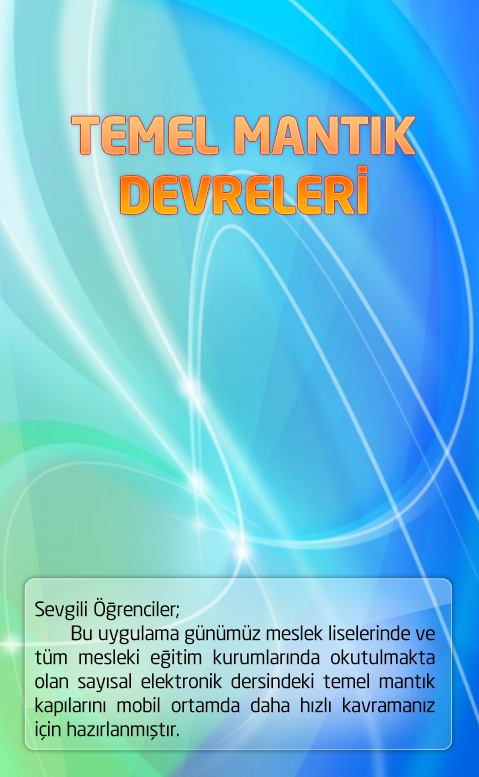 TEMEL MANTIK
DEVRELERİ
Sevgili Öğrenciler;
Bu uygulama günümüz meslek liselerinde ve
tüm mesleki eğitim kurumlarında okutulmakta
olan sayısal elektronik dersindeki temel mantık
kapılarını mobil ortamda daha hızlı kavramanız
için hazırlanmıştır.